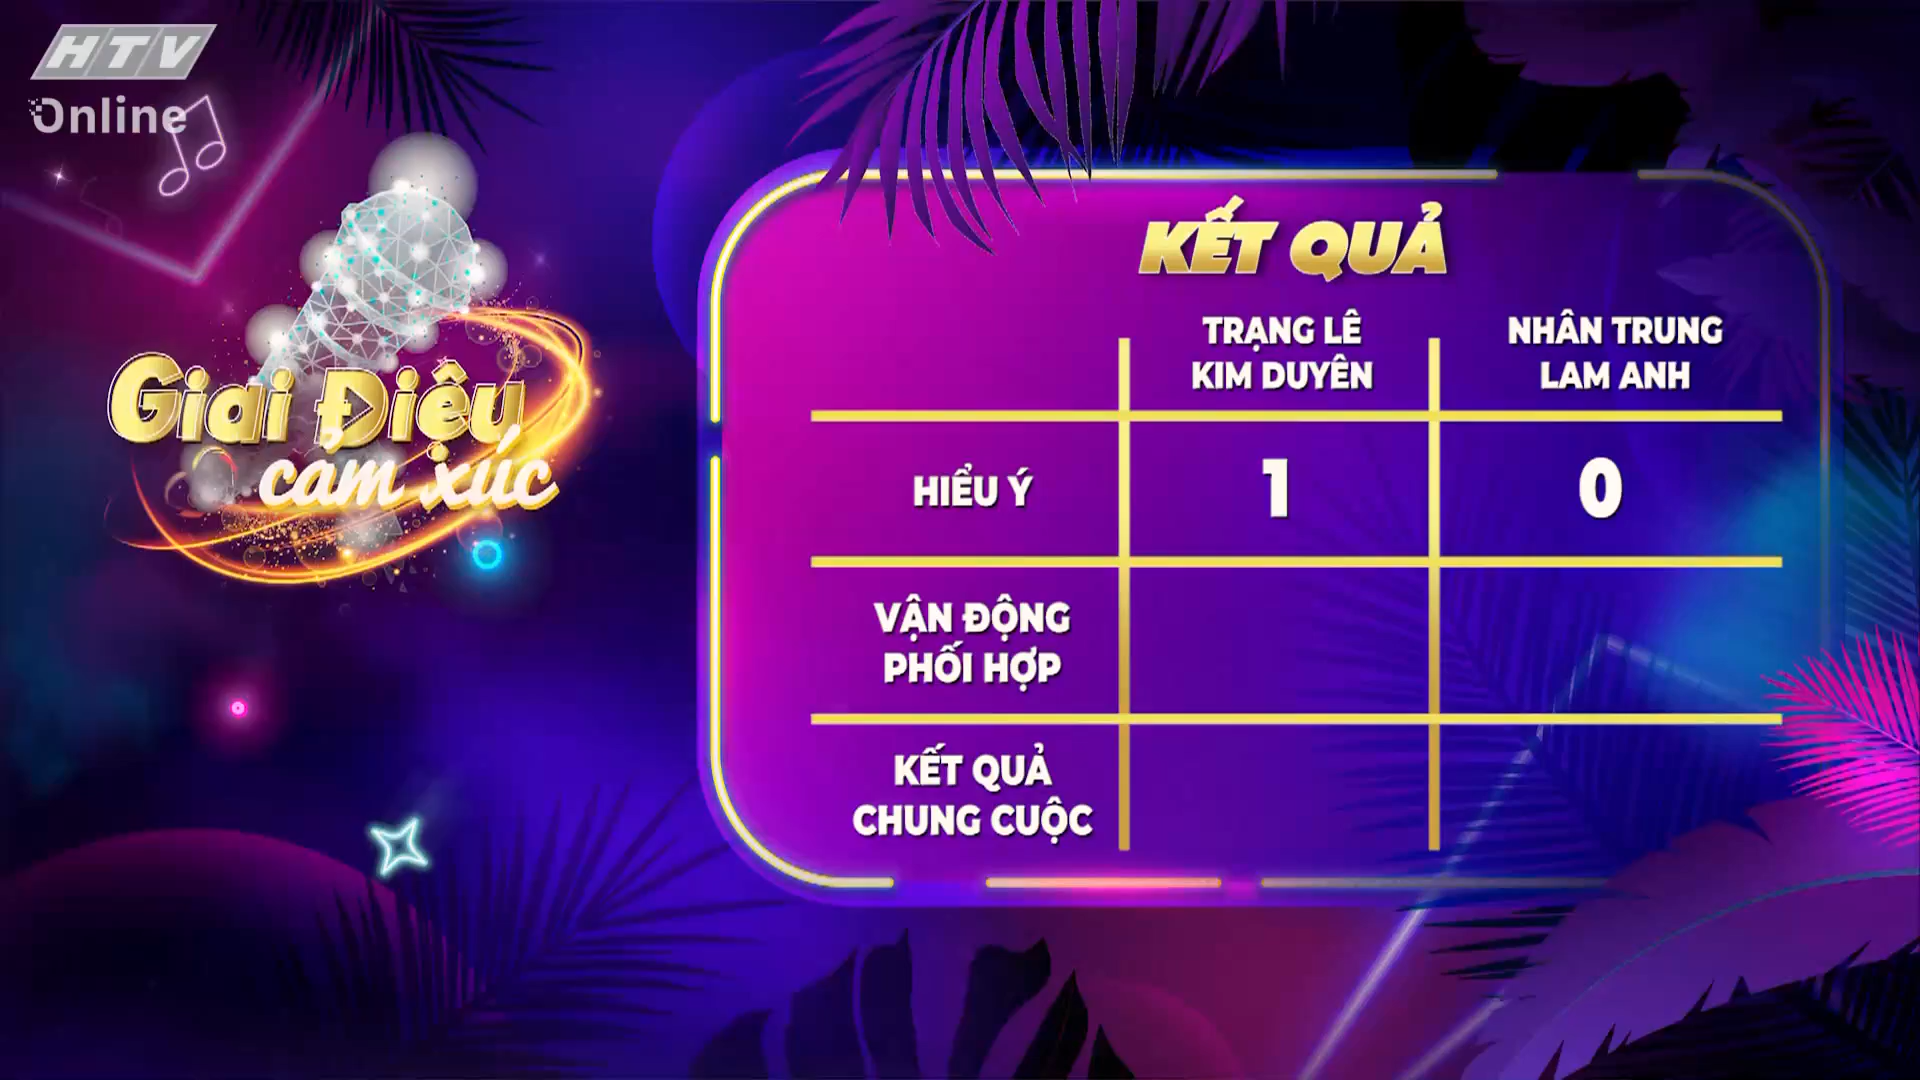 HTV
Online
Giai Điệu
cảm xúc
KẾT QUẢ
TRẠNG LÊ
KIM DUYÊN
NHÂN TRUNG
LAM ANH
HIỂU Ý
1
0
VẬN ĐỘNG
PHỐI HỢP
KẾT QUẢ
CHUNG CUỘC